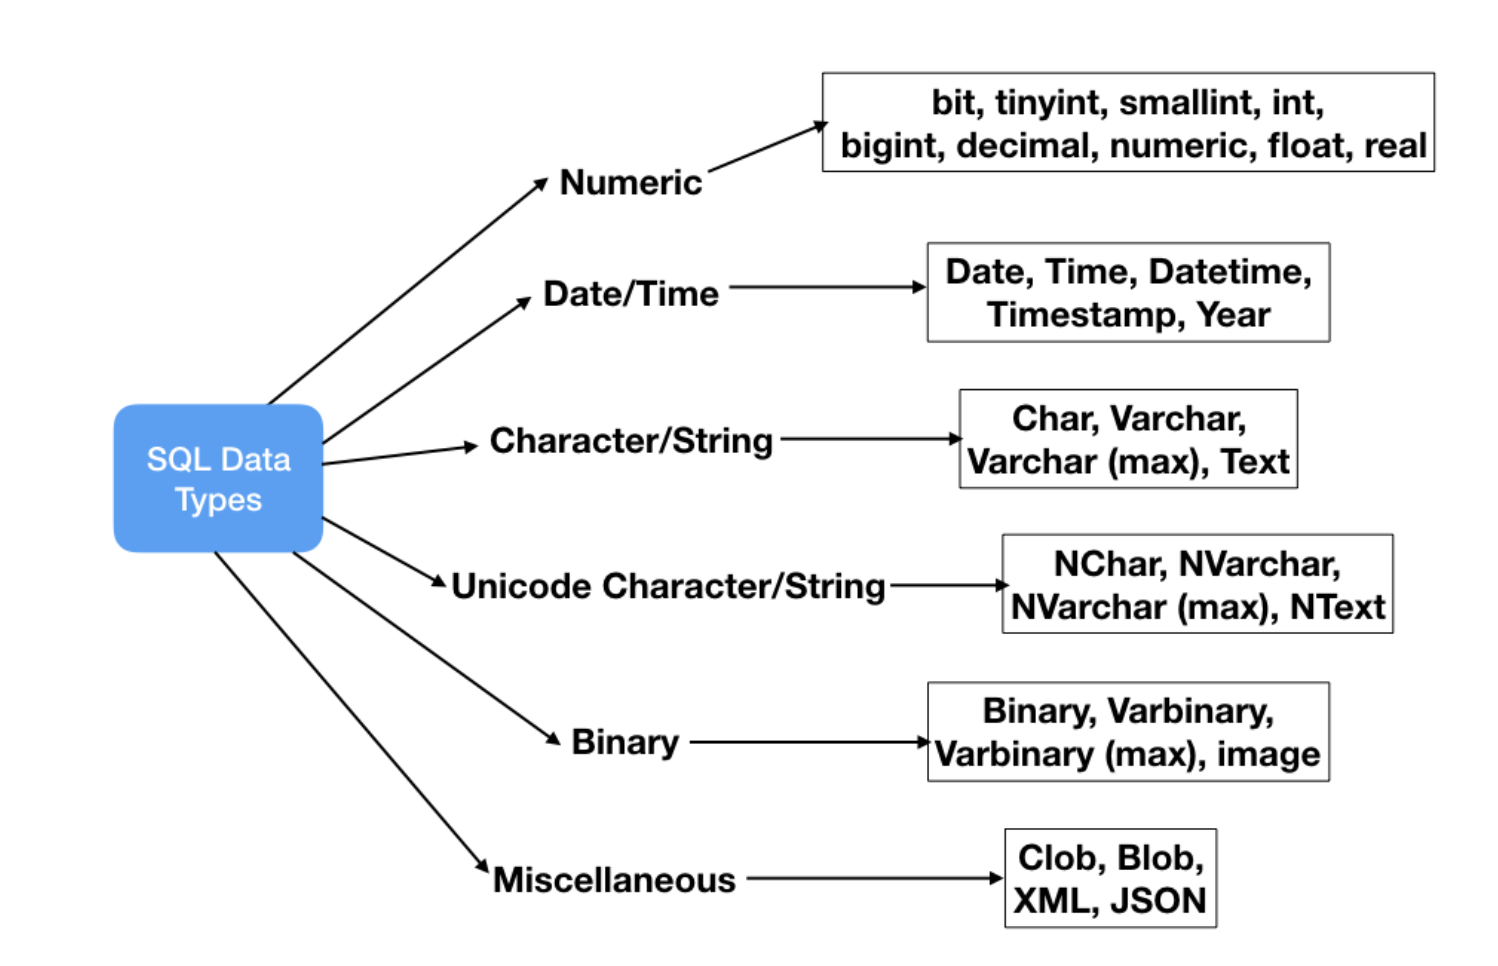 SQL Data
Types
Numeric
bit, tinyint, smallint, int,
bigint, decimal, numeric, float, real
Date/Time
Date, Time, Datetime,
Timestamp, Year
Character/String
Char, Varchar,
Varchar (max), Text
Unicode Character/String
NChar, NVarchar,
NVarchar (max), NText
Binary
Binary, Varbinary,
Varbinary (max), image
Miscellaneous
Clob, Blob,
XML, JSON